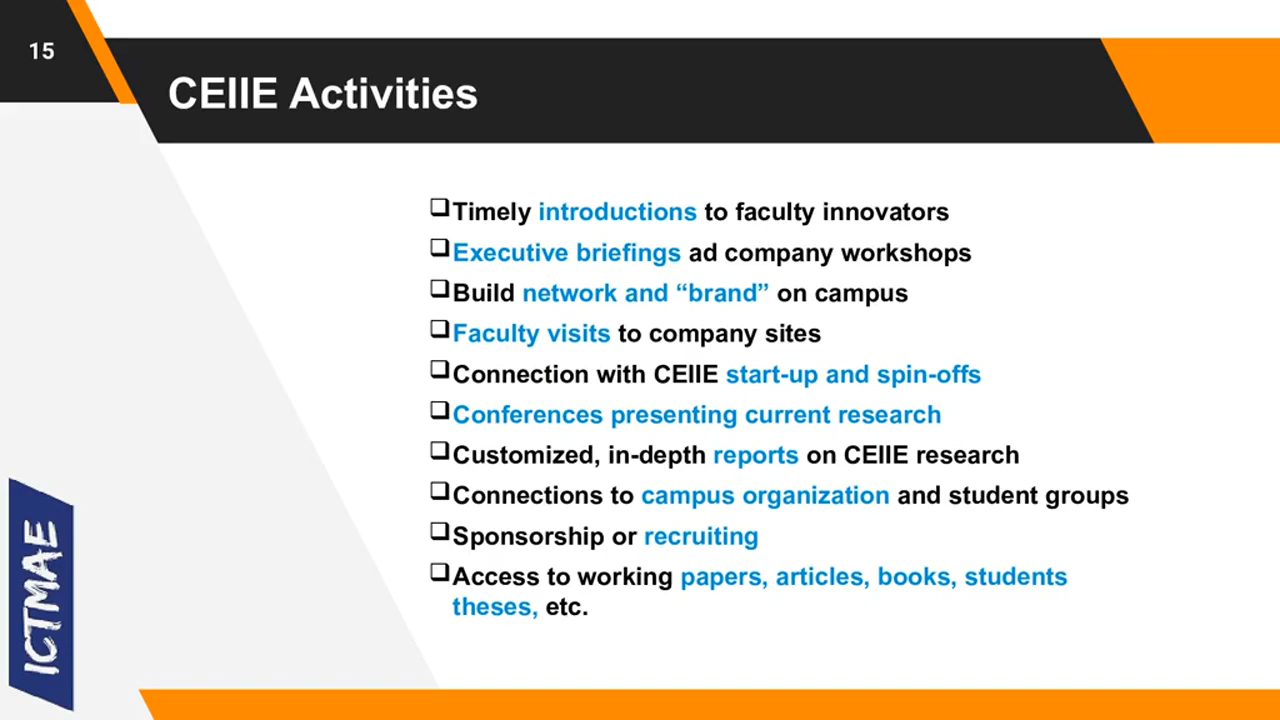 15
CEIIE Activities
Timely introductions to faculty innovators
Executive briefings ad company workshops
Build network and “brand” on campus
Faculty visits to company sites
Connection with CEIIE start-up and spin-offs
Conferences presenting current research
Customized, in-depth reports on CEIIE research
Connections to campus organization and student groups
Sponsorship or recruiting
Access to working papers, articles, books, students
theses, etc.
ICTMAE